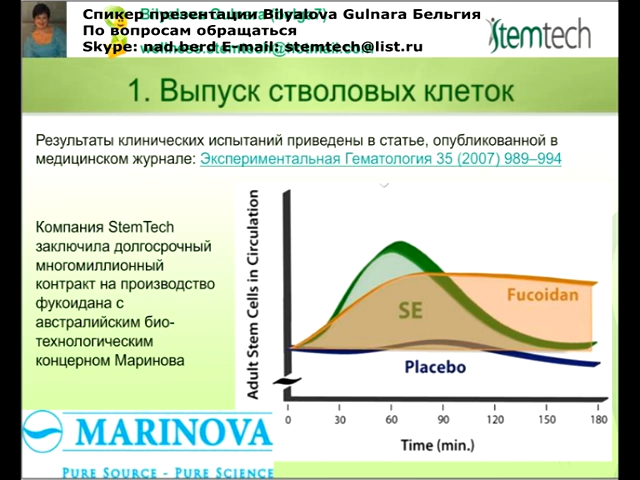 Спикер презентации Bilyalova Gulnara Бельгия
По вопросам обращаться
Skype: nad.berd E-mail: stemtech@list.ru
stemtech
1. Выпуск стволовых клеток
Результаты клинических испытаний приведены в статье, опубликованной в
медицинском журнале: Экспериментальная Гематология 35 (2007) 989–994
Компания StemTech
заключила долгосрочный
многомиллионный
контракт на производство
фукоидана с
австралийским био-
технологическим
концерном Маринова
Adult Stem Cells in Circulation
SE
Fucoidan
Placebo
0 30 60 90 120 150 180
Time (min.)
MARINOVA
PURE SOURCE - PURE SCIENCE